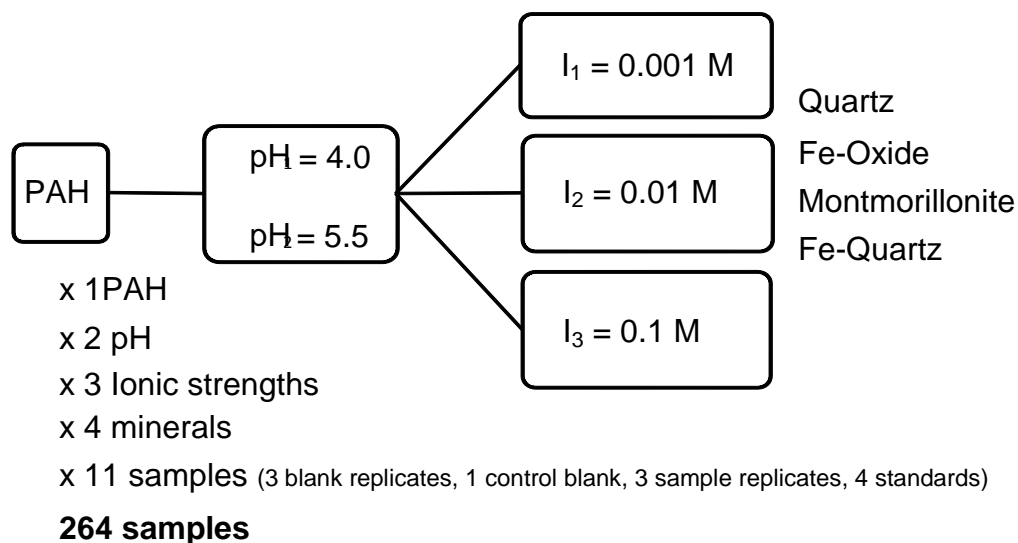 PAH
pH₁ = 4.0
pH₂ = 5.5
I₁ = 0.001 M
I₂ = 0.01 M
I₃ = 0.1 M
Quartz
Fe-Oxide
Montmorillonite
Fe-Quartz
x 1PAH
x 2 pH
x 3 Ionic strengths
x 4 minerals
x 11 samples (3 blank replicates, 1 control blank, 3 sample replicates, 4 standards)
264 samples